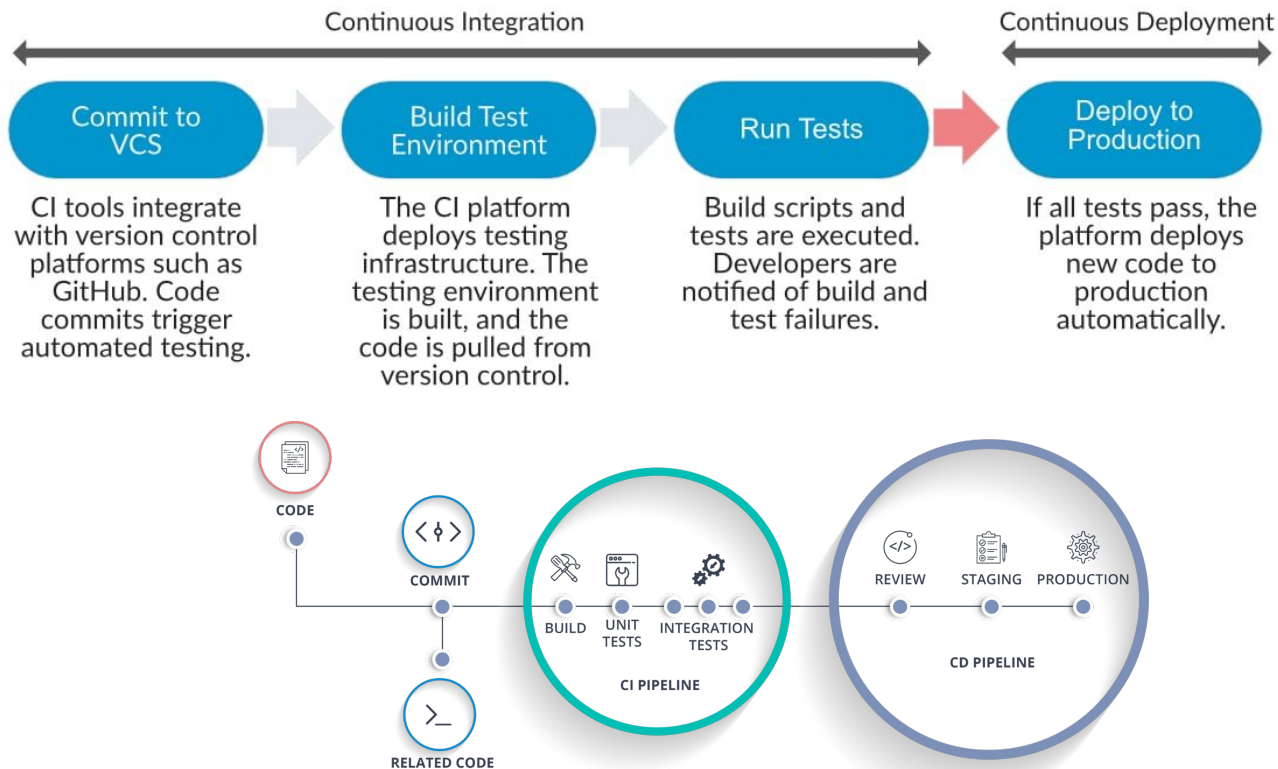 Continuous Integration
Continuous Deployment
Commit to
VCS
Build Test
Environment
Run Tests
Deploy to
Production
CI tools integrate
with version control
platforms such as
GitHub. Code
commits trigger
automated testing.
The CI platform
deploys testing
infrastructure. The
testing environment
is built, and the
code is pulled from
version control.
Build scripts and
tests are executed.
Developers are
notified of build and
test failures.
If all tests pass, the
platform deploys
new code to
production
automatically.
CODE
COMMIT
RELATED CODE
BUILD
UNIT
TESTS
INTEGRATION
TESTS
CI PIPELINE
REVIEW
STAGING
PRODUCTION
CD PIPELINE